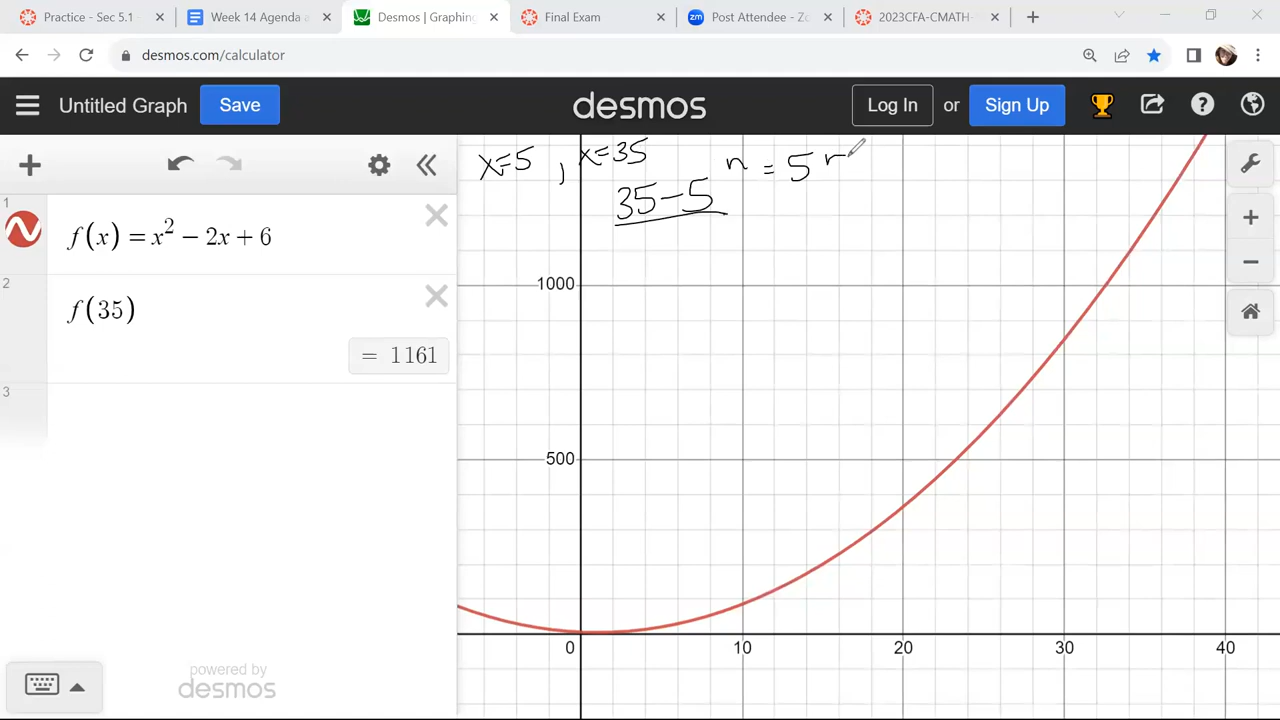 Practice - Sec 5.1
Week 14 Agenda a
Desmos | Graphing
Final Exam
Post Attendee - Zo
2023CFA-CMATH-
desmos.com/calculator
Untitled Graph
Save
desmos
Log In
or
Sign Up
1
f(x) = x² − 2x + 6
2
f(35)
= 1161
3
powered by
desmos
x=5 , x=35
n = 5 r
35-5
1000
500
0
10
20
30
40